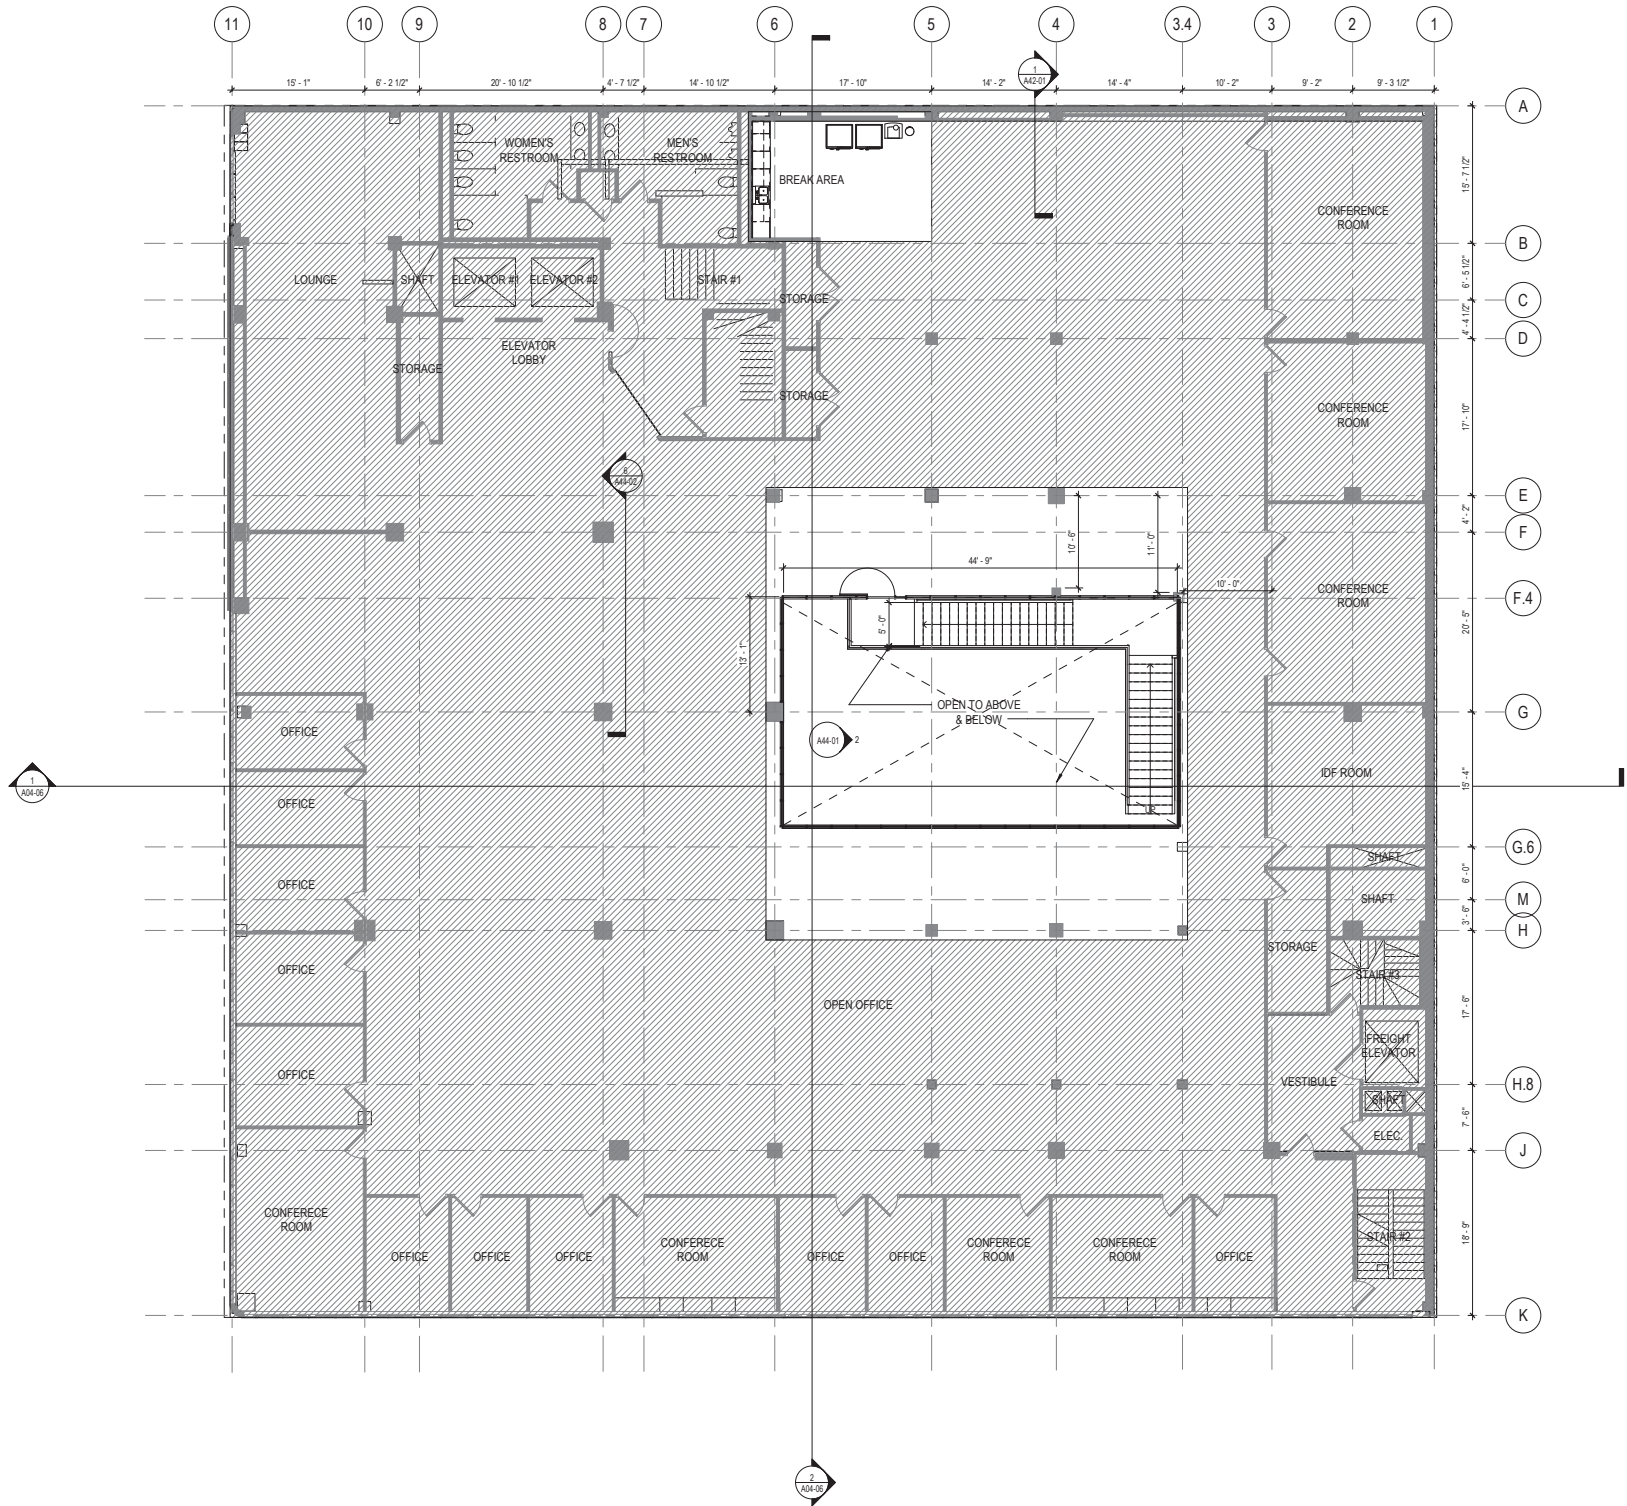 11 10 9 8 7 6 5 4 3.4 3 2 1
1
A42-01
15' - 1" 6' - 2 1/2" 20' - 10 1/2" 4' - 7 1/2" 14' - 10 1/2" 17' - 10" 14' - 2" 14' - 4" 10' - 2" 9' - 2" 9' - 3 1/2"
A
WOMEN'S
RESTROOM
MEN'S
RESTROOM
BREAK AREA
15' - 7 1/2"
CONFERENCE
ROOM
B
LOUNGE
SHAFT
ELEVATOR #1
ELEVATOR #2
STAIR #1
STORAGE
6' - 5 1/2"
C
4' - 4 1/2"
D
ELEVATOR
LOBBY
STORAGE
STORAGE
CONFERENCE
ROOM
17' - 10"
6
A44-02
E
4' - 2"
F
10' - 6"
11' - 0"
44' - 9"
10' - 0"
CONFERENCE
ROOM
F.4
5' - 0"
13' - 1"
20' - 5"
OPEN TO ABOVE
& BELOW
G
OFFICE
A44-01
2
1
A04-06
IDF ROOM
15' - 4"
OFFICE
UP
G.6
SHAFT
6' - 0"
OFFICE
SHAFT
M
3' - 6"
H
STORAGE
OFFICE
STAIR #3
OPEN OFFICE
17' - 6"
FREIGHT
ELEVATOR
OFFICE
VESTIBULE
H.8
SHAFT
7' - 6"
ELEC.
J
CONFERECE
ROOM
OFFICE
OFFICE
OFFICE
CONFERECE
ROOM
OFFICE
OFFICE
CONFERECE
ROOM
CONFERECE
ROOM
OFFICE
STAIR #2
18' - 9"
K
2
A04-06